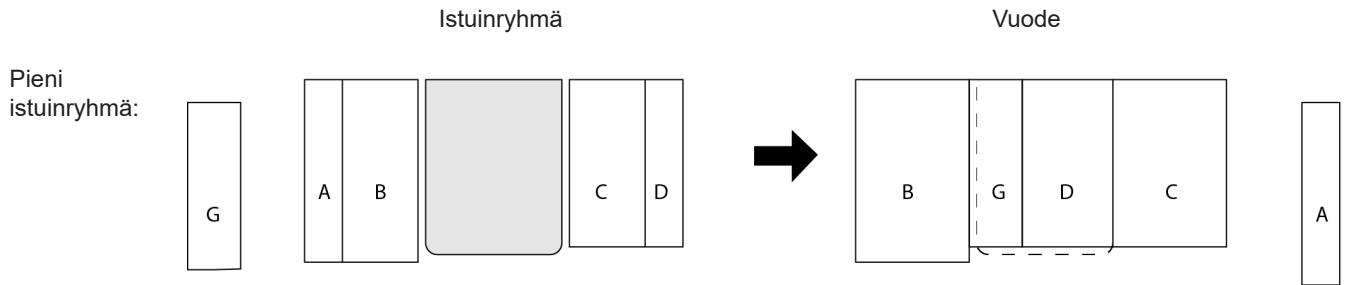 Istuinryhmä
Vuode
Pieni
istuinryhmä:
G
A
B
C
D
B
G
D
C
A